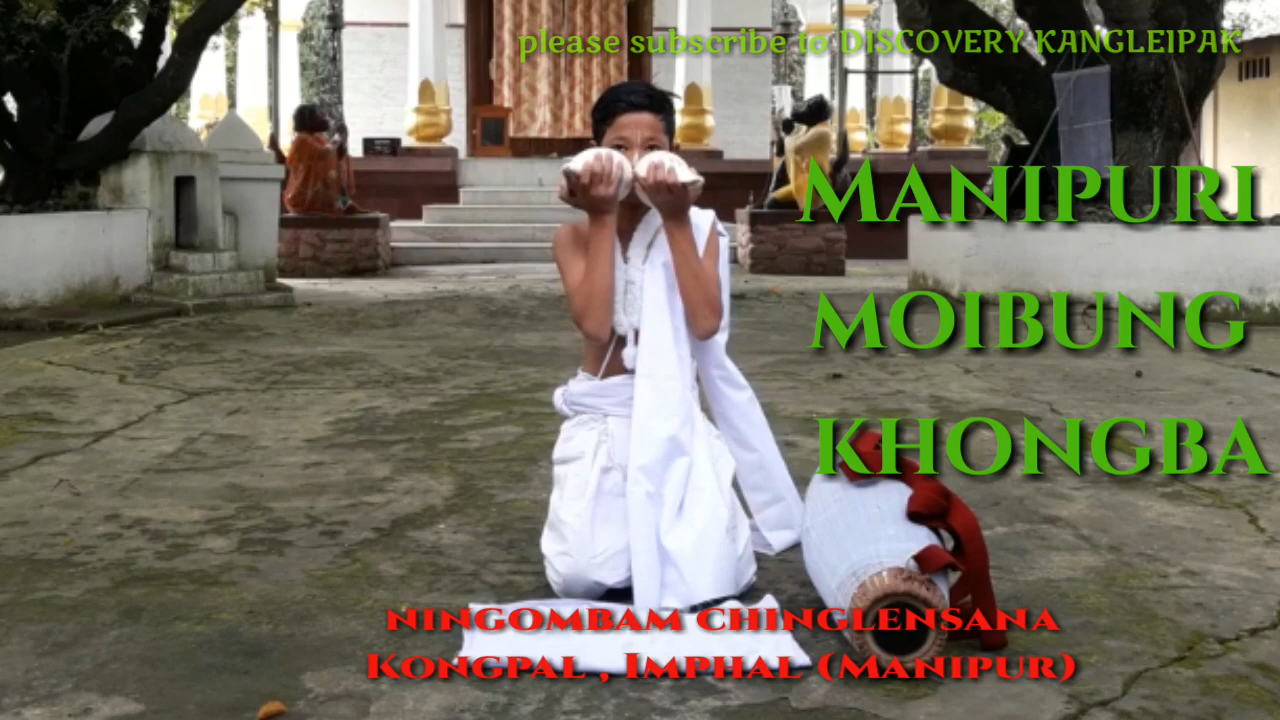 please subscribe to DISCOVERY KANGLEIPAK
MANIPURI
MOIBUNG
KHONGBA
NINGOMBAM CHINGLENSANA
KONGPAL , IMPHAL (MANIPUR)